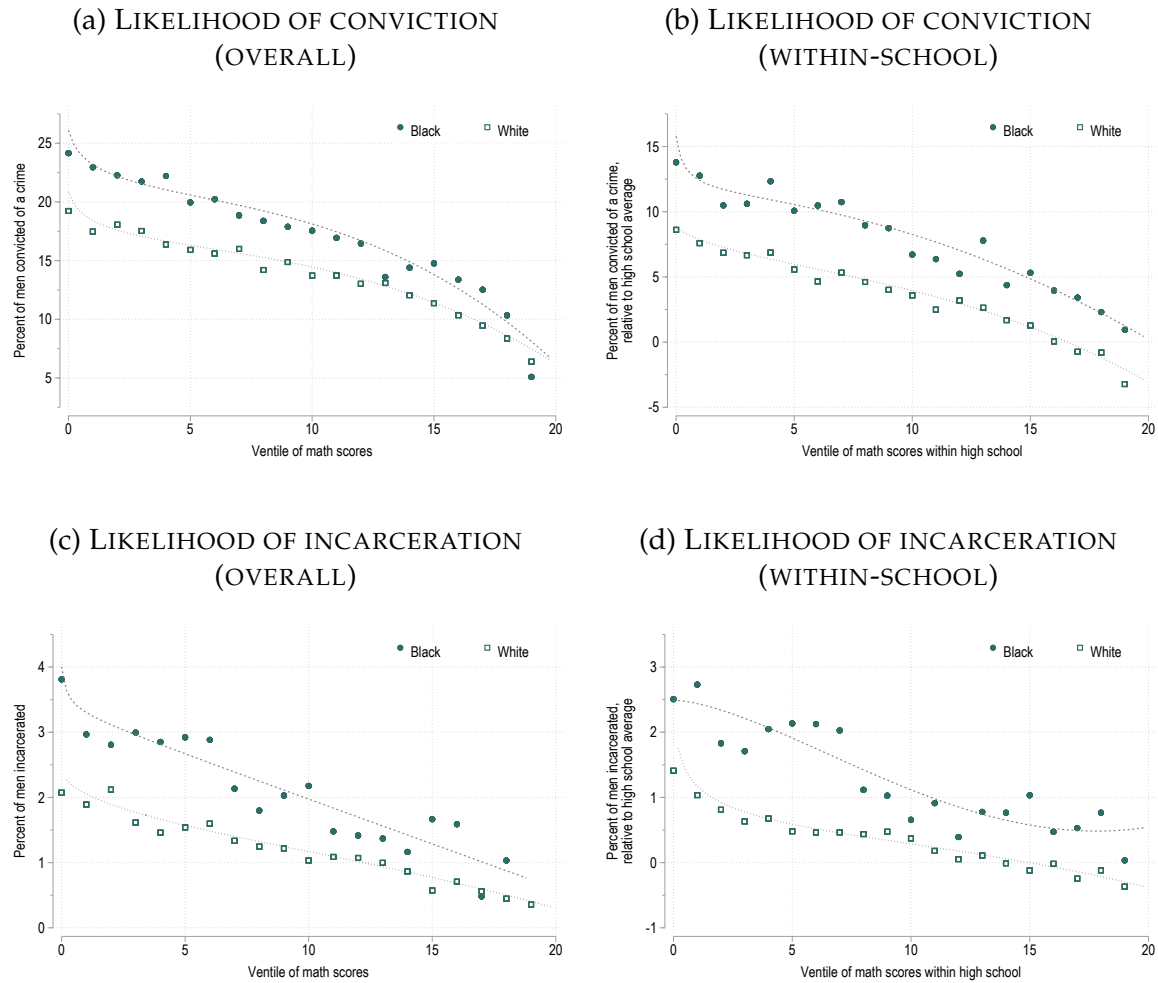 (a) LIKELIHOOD OF CONVICTION
(OVERALL)
Percent of men convicted of a crime
25
20
15
10
5
Black
White
0 5 10 15 20
Ventile of math scores
(b) LIKELIHOOD OF CONVICTION
(WITHIN-SCHOOL)
Percent of men convicted of a crime,
relative to high school average
15
10
5
0
-5
Black
White
0 5 10 15 20
Ventile of math scores within high school
(c) LIKELIHOOD OF INCARCERATION
(OVERALL)
Percent of men incarcerated
4
3
2
1
0
Black
White
0 5 10 15 20
Ventile of math scores
(d) LIKELIHOOD OF INCARCERATION
(WITHIN-SCHOOL)
Percent of men incarcerated,
relative to high school average
3
2
1
0
-1
Black
White
0 5 10 15 20
Ventile of math scores within high school